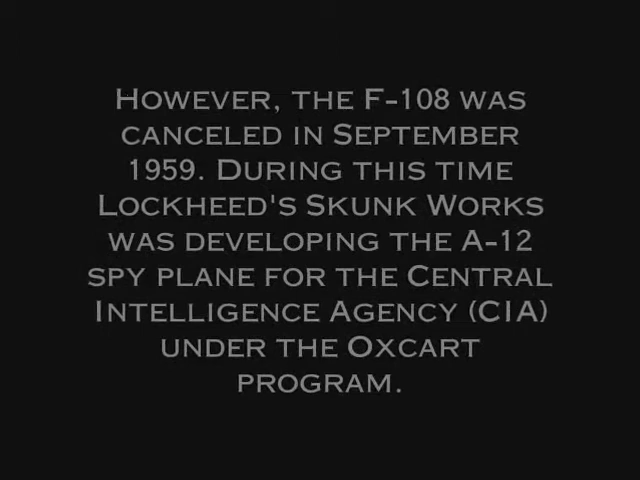 However, the F-108 was
canceled in September
1959. During this time
Lockheed's Skunk Works
was developing the A-12
spy plane for the Central
Intelligence Agency (CIA)
under the Oxcart
program.